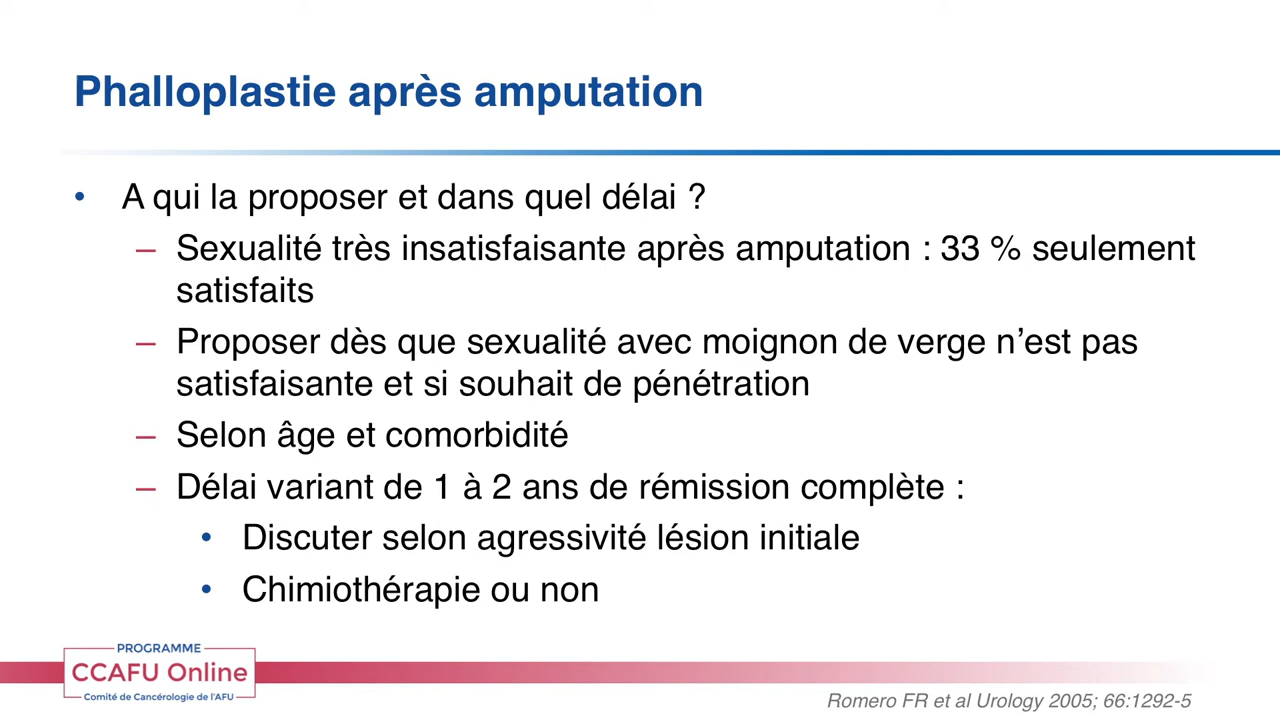 Phalloplastie après amputation
• A qui la proposer et dans quel délai ?
– Sexualité très insatisfaisante après amputation : 33 % seulement
satisfaits
– Proposer dès que sexualité avec moignon de verge n’est pas
satisfaisante et si souhait de pénétration
– Selon âge et comorbidité
– Délai variant de 1 à 2 ans de rémission complète :
• Discuter selon agressivité lésion initiale
• Chimiothérapie ou non
PROGRAMME
CCAFU Online
Comité de Cancérologie de l'AFU
Romero FR et al Urology 2005; 66:1292-5